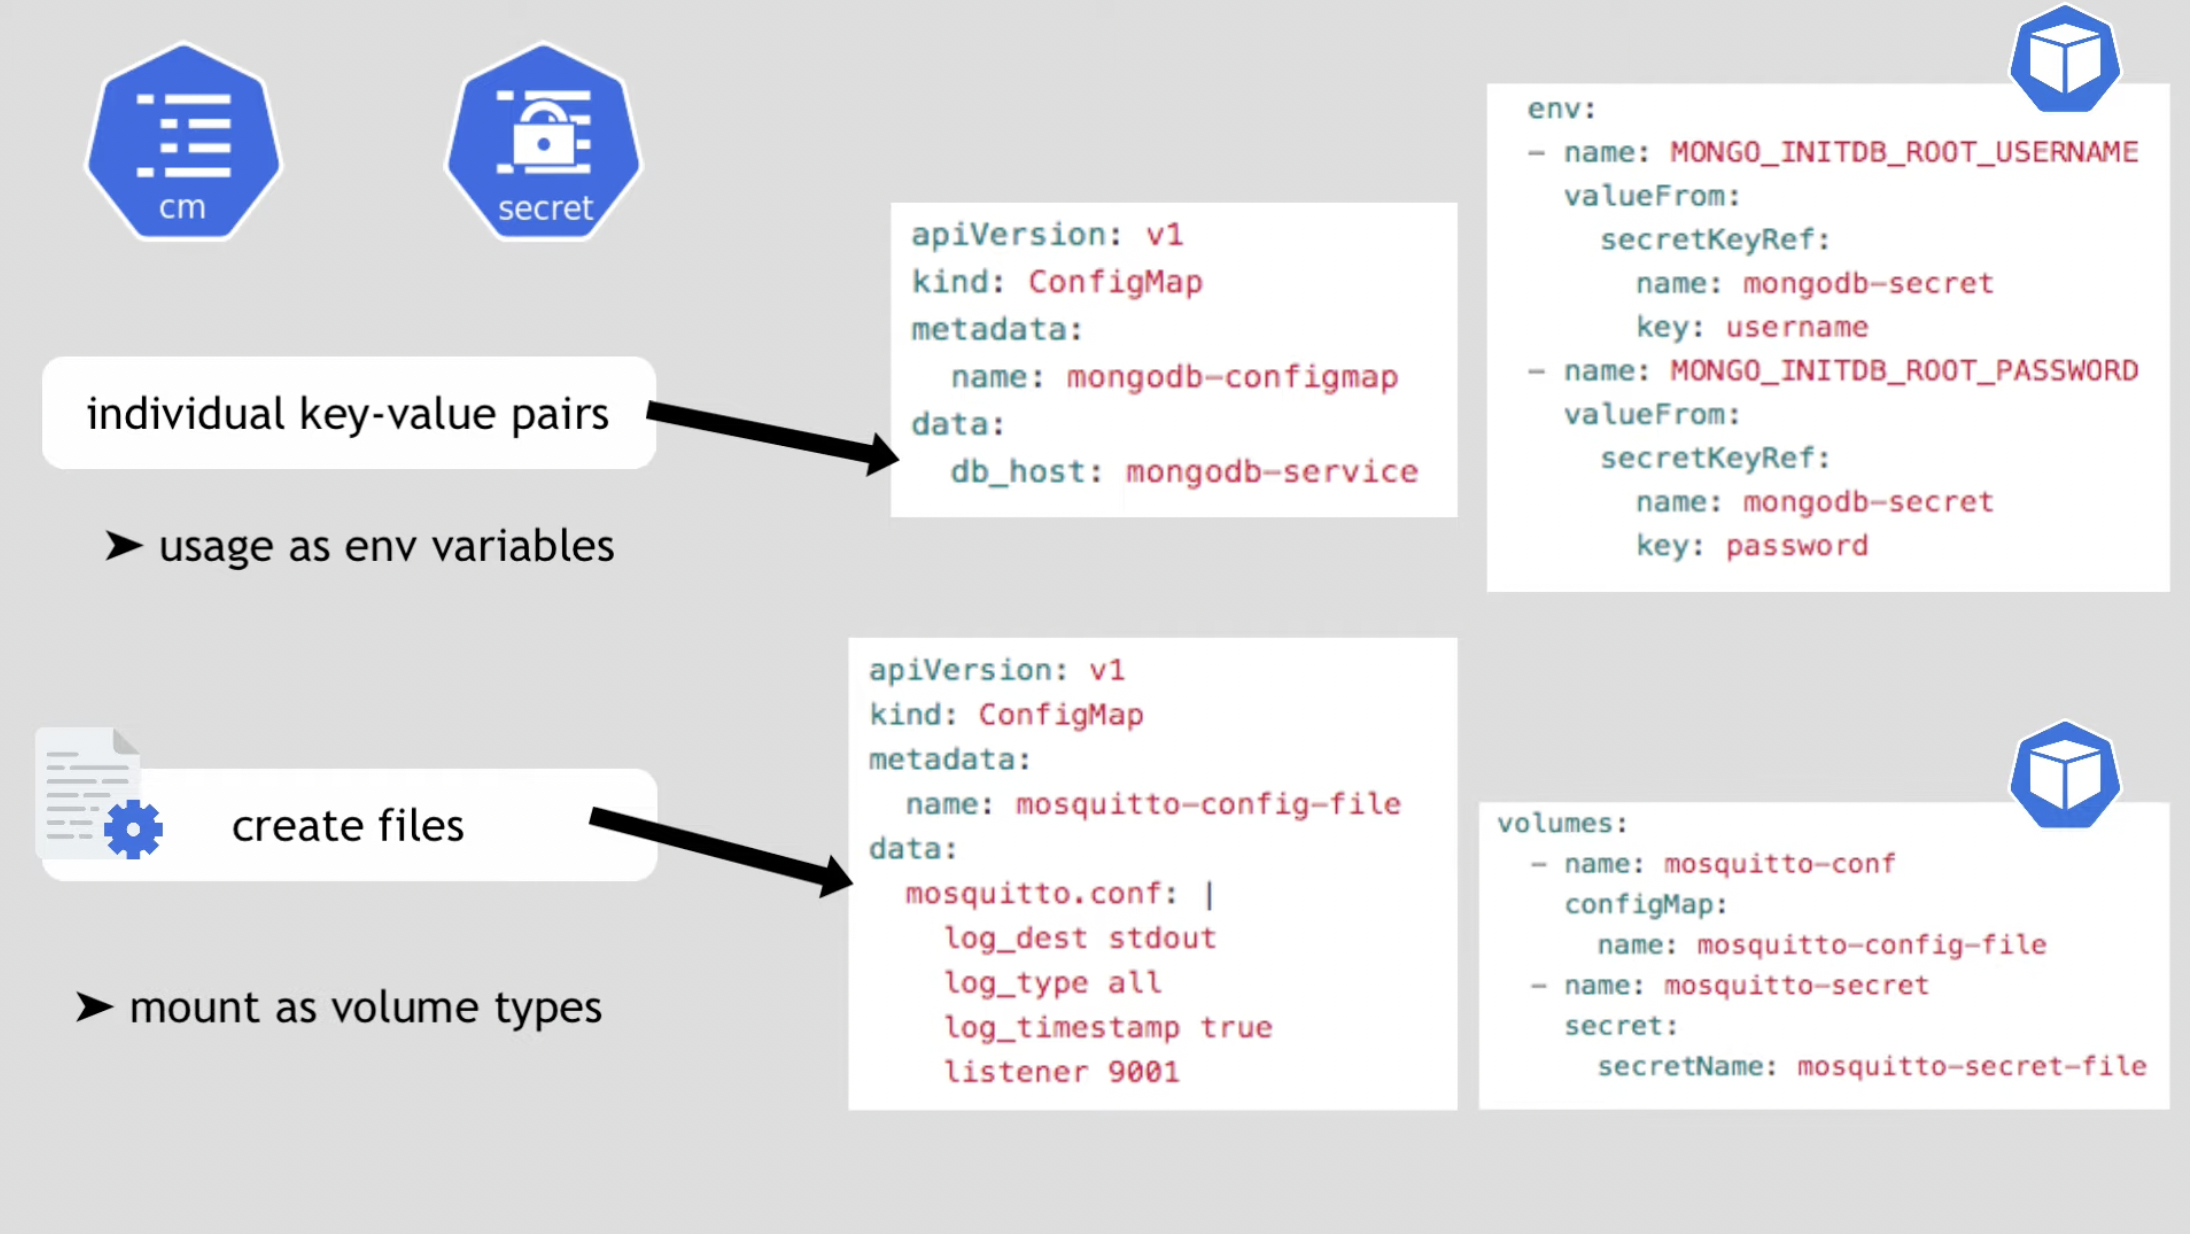 cm
secret
individual key-value pairs
➤ usage as env variables
apiVersion: v1
kind: ConfigMap
metadata:
  name: mongodb-configmap
data:
  db_host: mongodb-service
env:
- name: MONGO_INITDB_ROOT_USERNAME
  valueFrom:
    secretKeyRef:
      name: mongodb-secret
      key: username
- name: MONGO_INITDB_ROOT_PASSWORD
  valueFrom:
    secretKeyRef:
      name: mongodb-secret
      key: password
create files
➤ mount as volume types
apiVersion: v1
kind: ConfigMap
metadata:
  name: mosquitto-config-file
data:
  mosquitto.conf: |
    log_dest stdout
    log_type all
    log_timestamp true
    listener 9001
volumes:
  - name: mosquitto-conf
    configMap:
      name: mosquitto-config-file
  - name: mosquitto-secret
    secret:
      secretName: mosquitto-secret-file